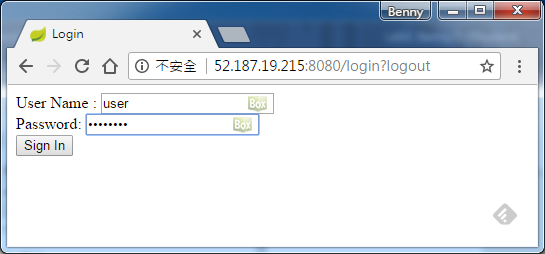 Benny
Login
不安全 52.187.19.215:8080/login?logout
User Name : user Box
Password: •••••••• Box
Sign In